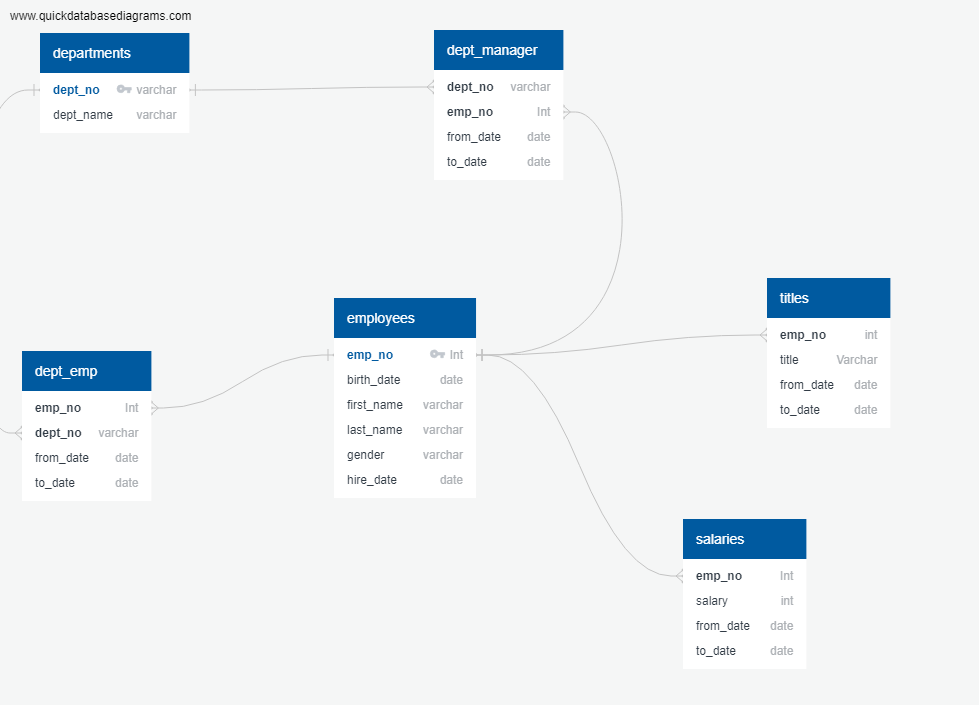 www.quickdatabasediagrams.com
departments
dept_no varchar
dept_name varchar
dept_manager
dept_no varchar
emp_no Int
from_date date
to_date date
employees
emp_no Int
birth_date date
first_name varchar
last_name varchar
gender varchar
hire_date date
titles
emp_no int
title Varchar
from_date date
to_date date
dept_emp
emp_no Int
dept_no varchar
from_date date
to_date date
salaries
emp_no Int
salary int
from_date date
to_date date